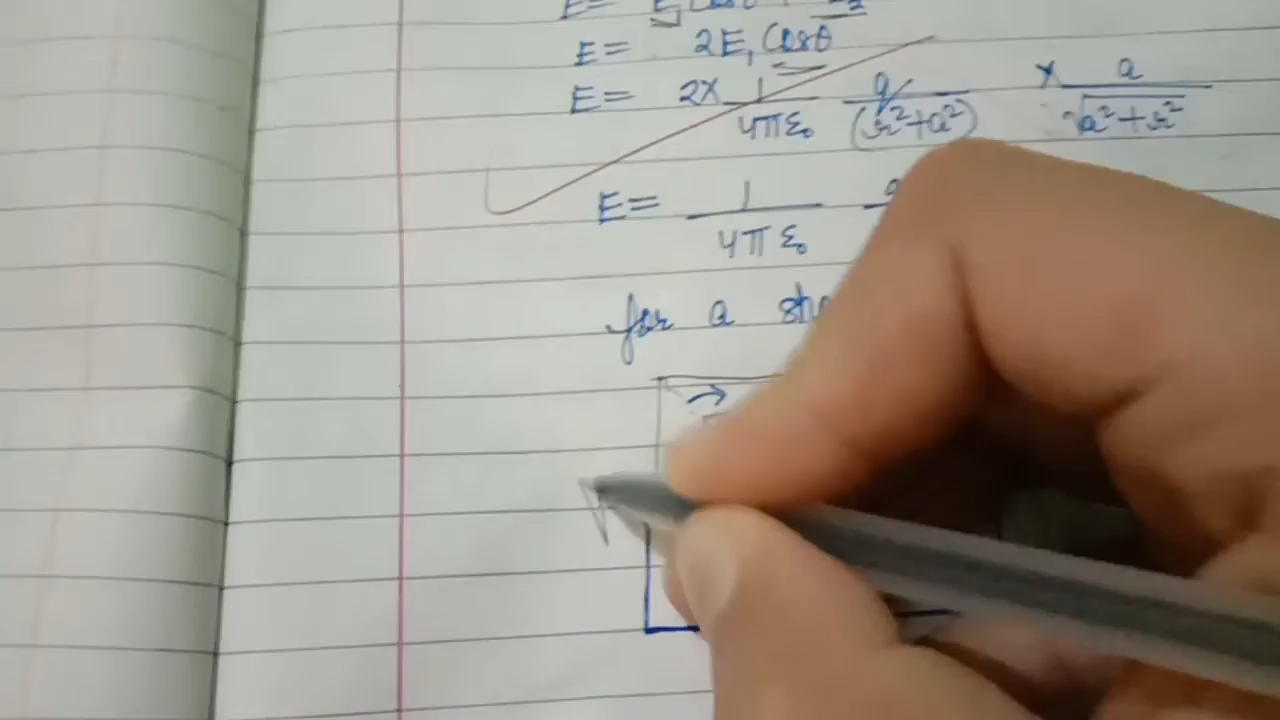 E= 2E₁ Cosθ
E= 2× 1/4πε₀ q/(r²+a²) × a/√a²+r²
E= 1/4πε₀
for a